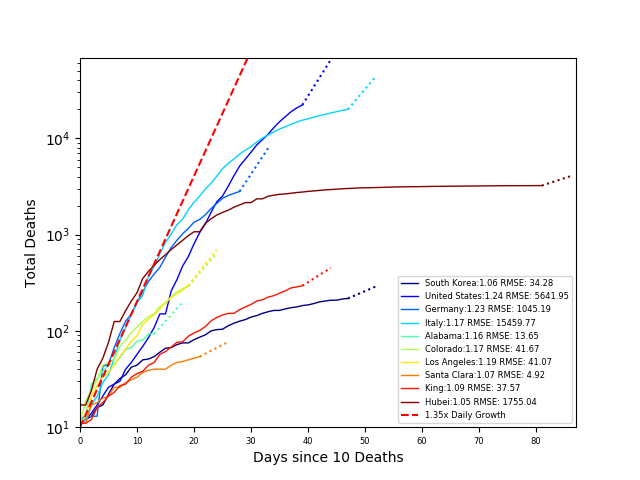 Total Deaths
10^4
10^3
10^2
10^1
0 10 20 30 40 50 60 70 80
Days since 10 Deaths
South Korea:1.06 RMSE: 34.28
United States:1.24 RMSE: 5641.95
Germany:1.23 RMSE: 1045.19
Italy:1.17 RMSE: 15459.77
Alabama:1.16 RMSE: 13.65
Colorado:1.17 RMSE: 41.67
Los Angeles:1.19 RMSE: 41.07
Santa Clara:1.07 RMSE: 4.92
King:1.09 RMSE: 37.57
Hubei:1.05 RMSE: 1755.04
1.35x Daily Growth